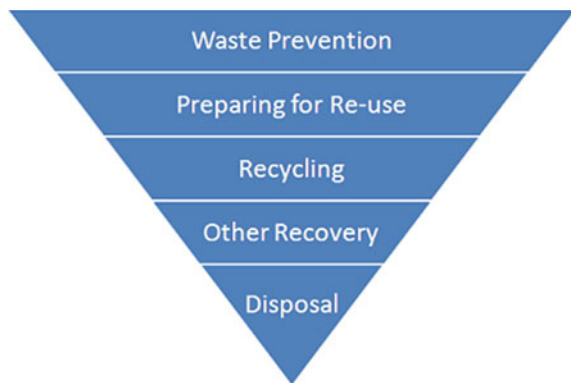 Waste Prevention
Preparing for Re-use
Recycling
Other Recovery
Disposal